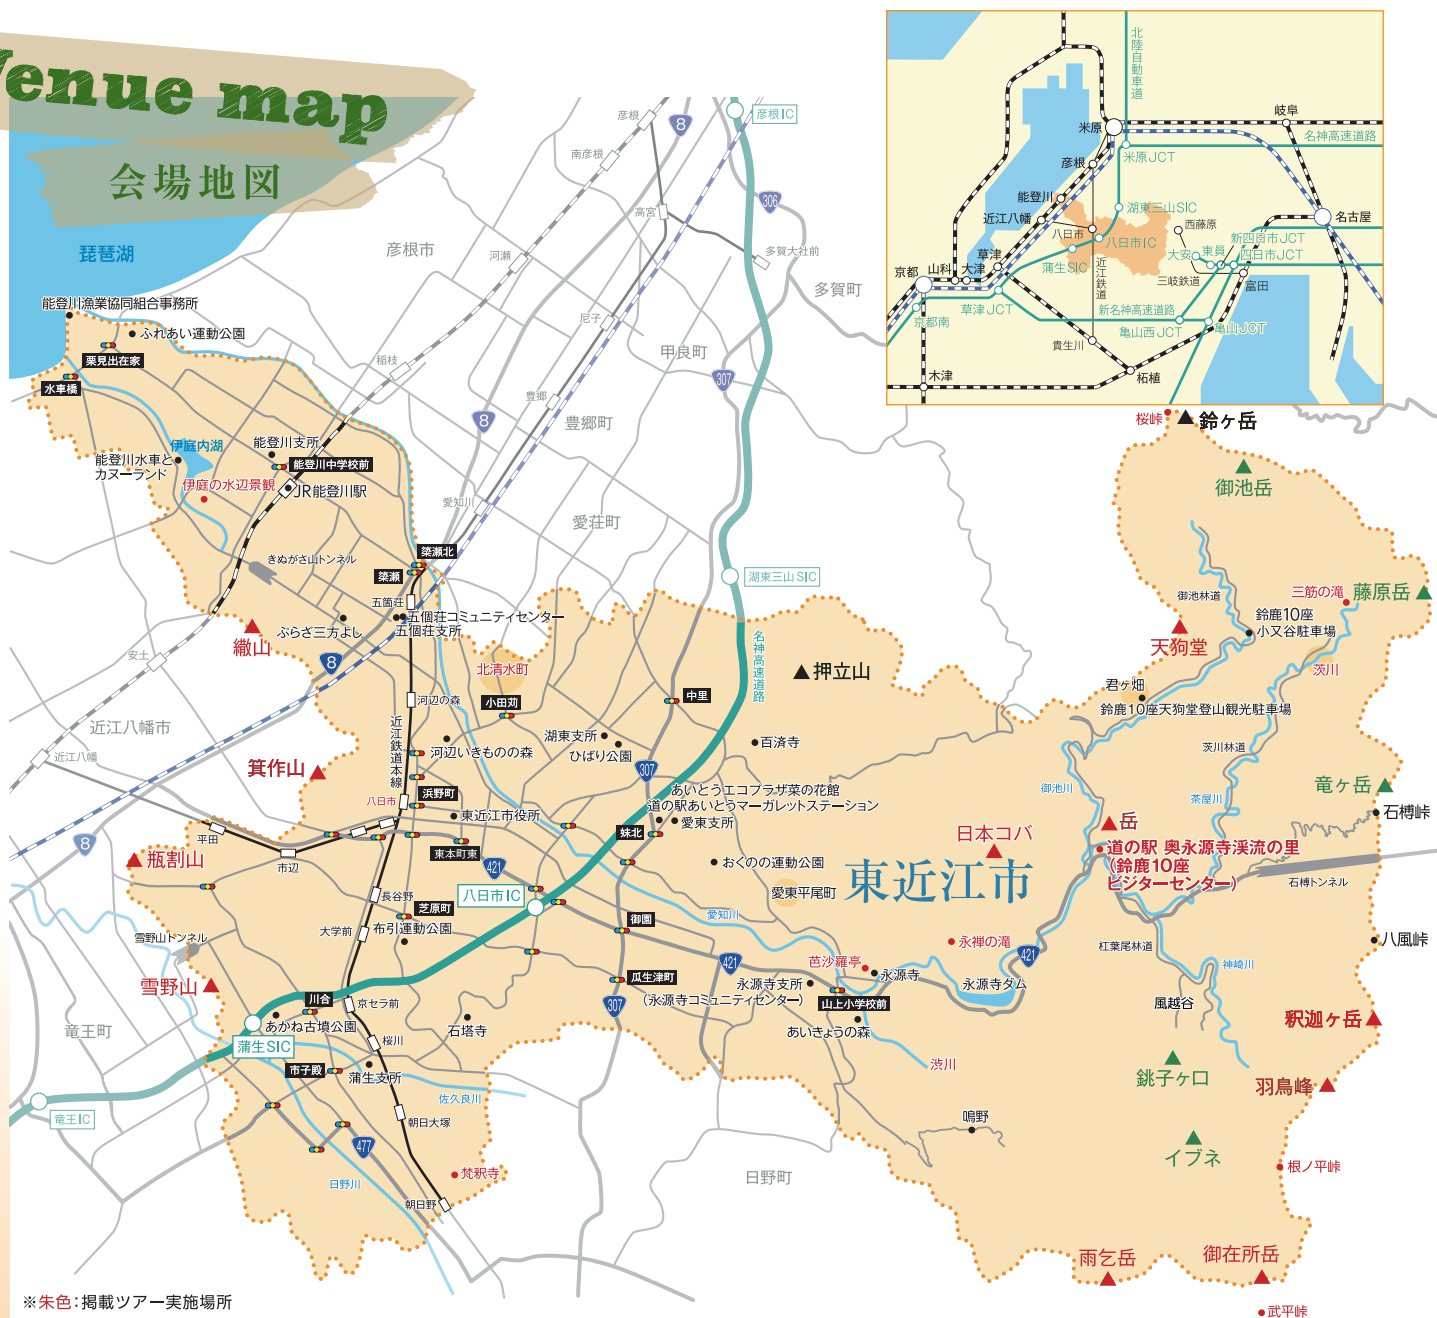 Venue map
会場地図
琵琶湖
能登川漁業協同組合事務所
ふれあい運動公園
栗見出在家
水車橋
伊庭内湖
能登川支所
能登川中学校前
能登川水車と
カヌーランド
伊庭の水辺景観
JR能登川駅
きぬがさ山トンネル
簗瀬北
簗瀬
五箇荘
五個荘コミュニティセンター
五個荘支所
ぷらざ三方よし
繖山
安土
近江八幡市
近江八幡
箕作山
瓶割山
雪野山トンネル
雪野山
竜王町
竜王IC
彦根
南彦根
彦根市
河瀬
稲枝
高宮
多賀大社前
多賀町
尼子
甲良町
豊郷
豊郷町
愛知川
愛荘町
彦根IC
306
307
8
8
8
8
湖東三山SIC
名神高速道路
北清水町
小田苅
中里
押立山
河辺の森
近江鉄道本線
河辺いきものの森
湖東支所
ひばり公園
百済寺
307
八日市
浜野町
東近江市役所
あいとうエコプラザ菜の花館
道の駅あいとうマーガレットステーション
愛東支所
妹北
平田
市辺
東本町東
421
おくのの運動公園
愛東平尾町
八日市IC
長谷野
芝原町
布引運動公園
大学前
御園
愛知川
421
瓜生津町
307
永源寺支所
(永源寺コミュニティセンター)
芭沙羅亭
永源寺
山上小学校前
あいきょうの森
川合
京セラ前
あかね古墳公園
蒲生SIC
石塔寺
桜川
市子殿
蒲生支所
佐久良川
朝日大塚
477
日野川
梵釈寺
朝日野
日野町
渋川
鳴野
東近江市
日本コバ
永禅の滝
421
永源寺ダム
杠葉尾林道
風越谷
神崎川
岳
道の駅 奥永源寺渓流の里
(鈴鹿10座
ビジターセンター)
御池川
茶屋川
茨川林道
君ヶ畑
鈴鹿10座天狗堂登山観光駐車場
天狗堂
御池林道
鈴鹿10座
小又谷駐車場
三筋の滝
藤原岳
茨川
桜峠
鈴ヶ岳
御池岳
竜ヶ岳
石榑峠
石榑トンネル
八風峠
釈迦ヶ岳
銚子ヶ口
羽鳥峰
イブネ
根ノ平峠
雨乞岳
御在所岳
武平峠
※朱色：掲載ツアー実施場所
北陸自動車道
米原
岐阜
名神高速道路
米原JCT
彦根
能登川
近江八幡
湖東三山SIC
八日市
八日市IC
蒲生SIC
西藤原
名古屋
新四日市JCT
大安
東員
四日市JCT
三岐鉄道
富田
京都
山科
大津
草津
近江鉄道
新名神高速道路
草津JCT
京都南
亀山西JCT
亀山JCT
貴生川
木津
柘植